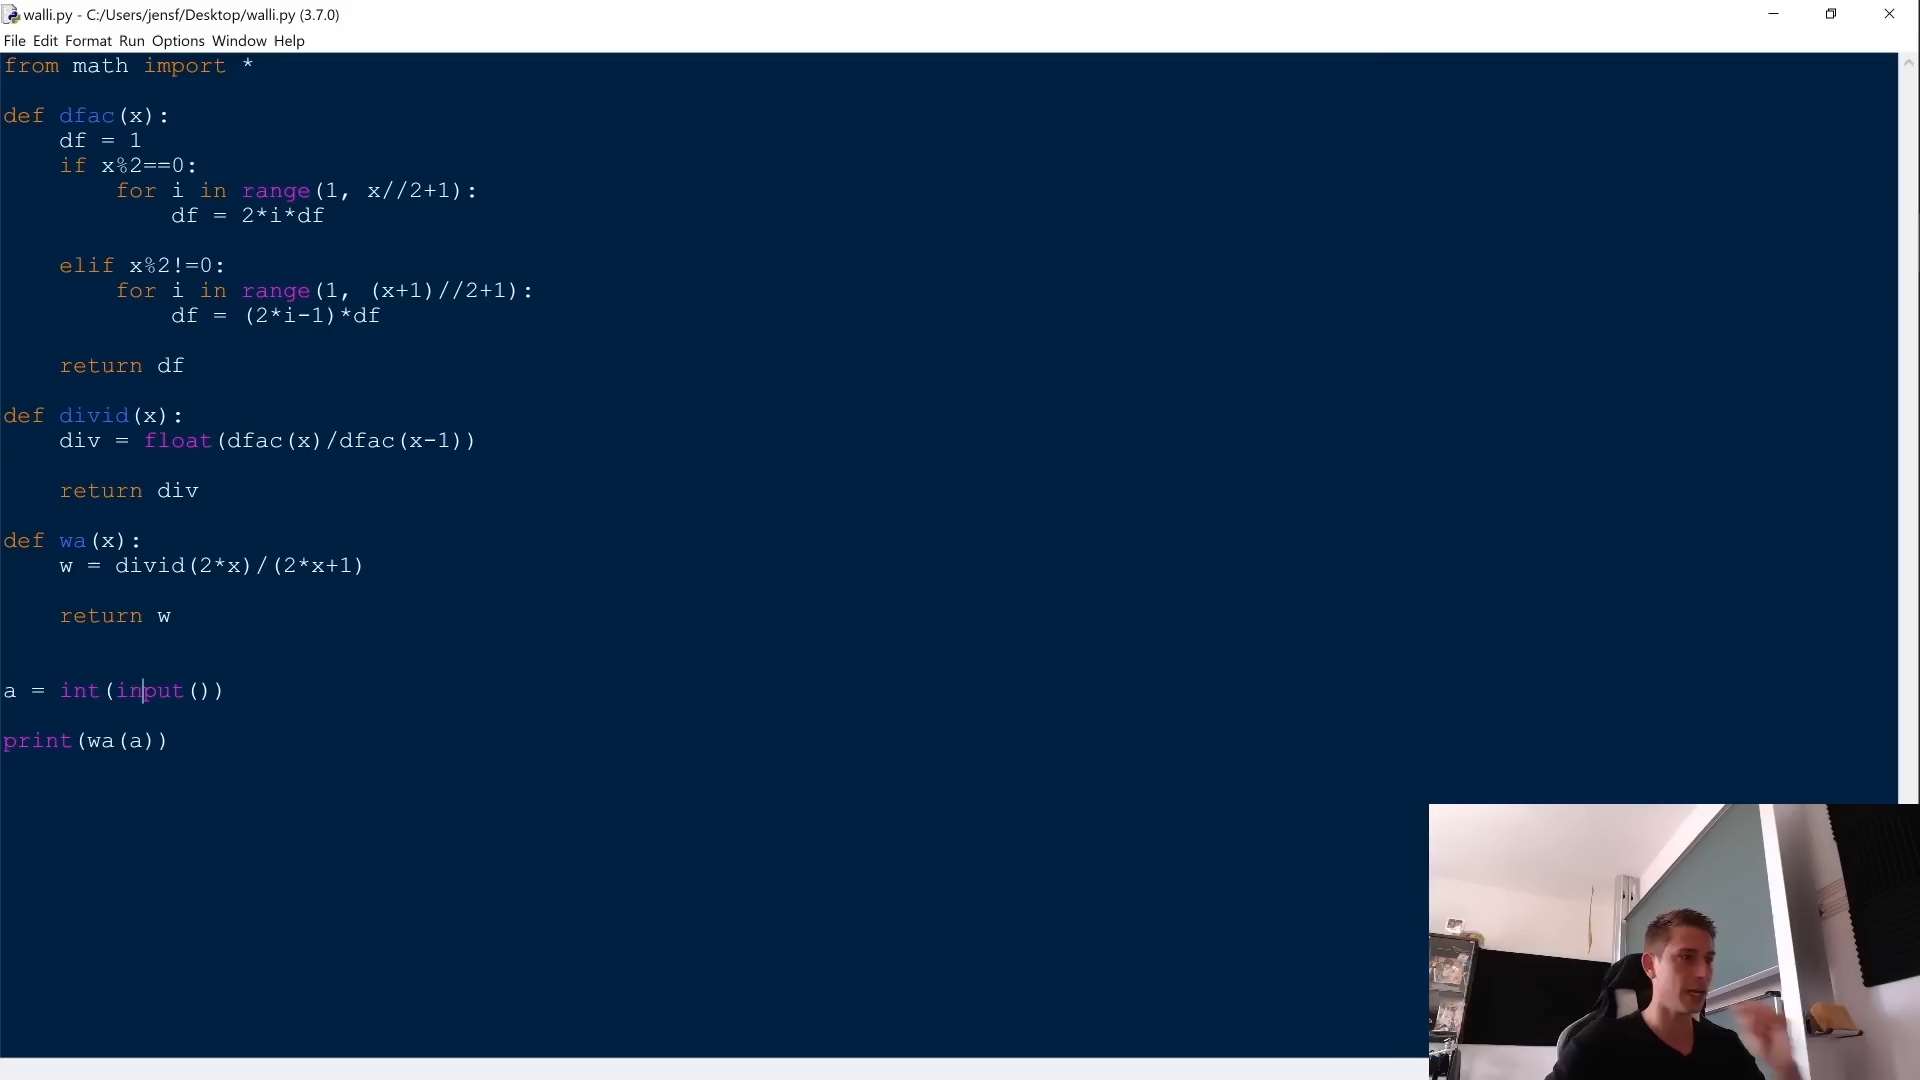 walli.py - C:/Users/jensf/Desktop/walli.py (3.7.0)
File Edit Format Run Options Window Help
from math import *
def dfac(x):
    df = 1
    if x%2==0:
        for i in range(1, x//2+1):
            df = 2*i*df
    elif x%2!=0:
        for i in range(1, (x+1)//2+1):
            df = (2*i-1)*df
    return df
def divid(x):
    div = float(dfac(x)/dfac(x-1))
    return div
def wa(x):
    w = divid(2*x)/(2*x+1)
    return w
a = int(input())
print(wa(a))